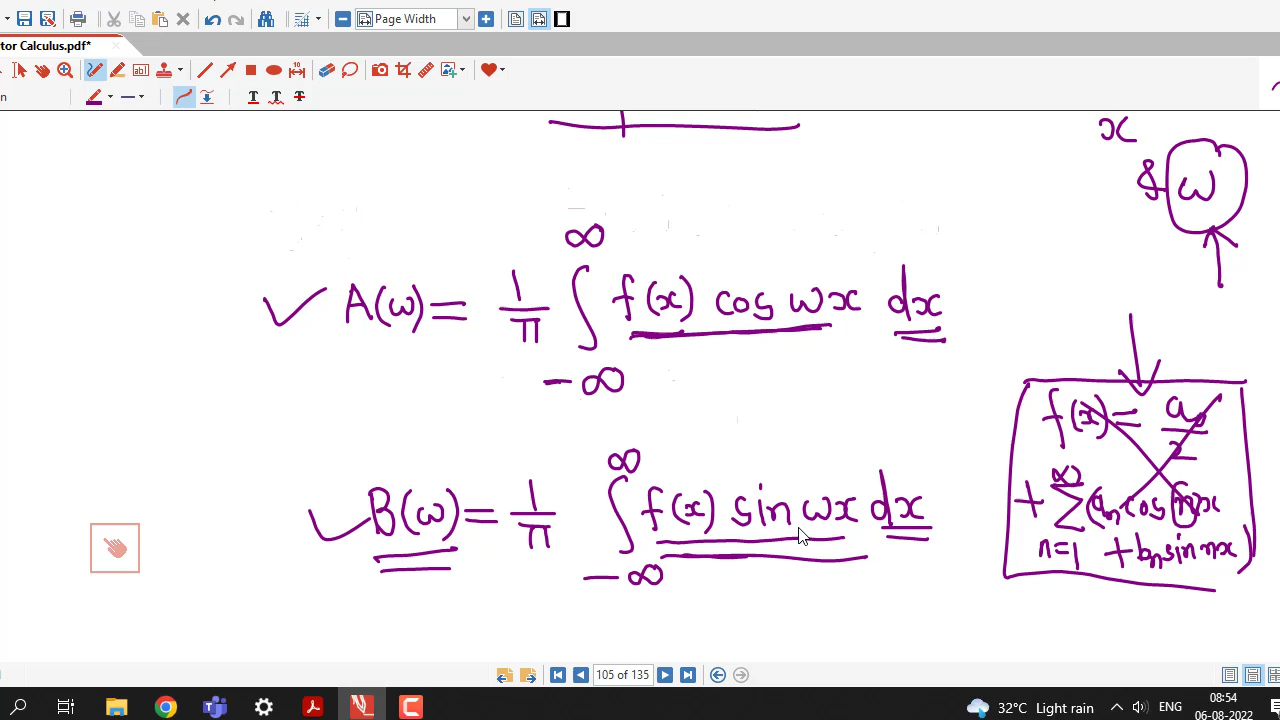 Page Width
tor Calculus.pdf*
n
x
& ω
A(ω) = 1/π ∫_{-∞}^{∞} f(x) cos ωx dx
f(x) = a₀/2
+ ∑_{n=1}^{∞} (aₙ cos nx
+ bₙ sin nx)
B(ω) = 1/π ∫_{-∞}^{∞} f(x) sin ωx dx
105 of 135
32°C Light rain
ENG
08:54
06-08-2022